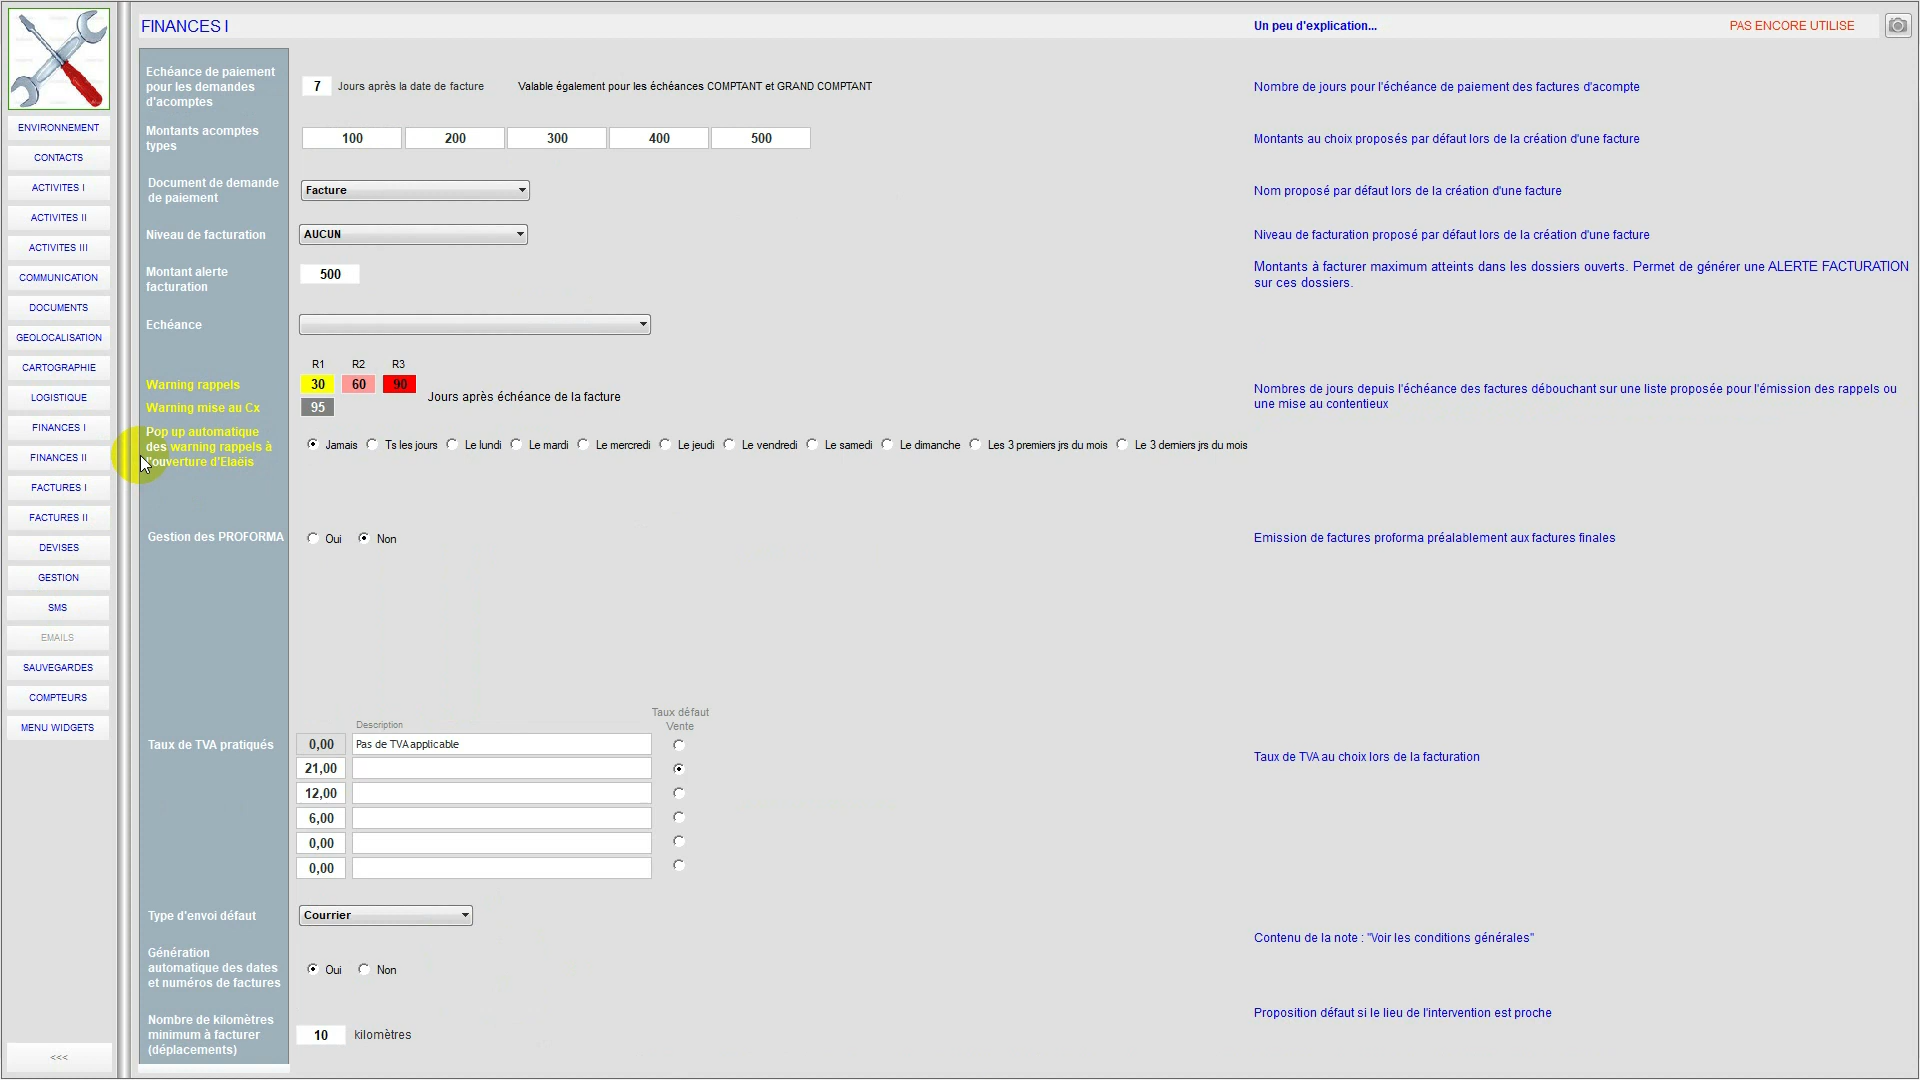 FINANCES I
Un peu d'explication...
PAS ENCORE UTILISE
ENVIRONNEMENT
CONTACTS
ACTIVITES I
ACTIVITES II
ACTIVITES III
COMMUNICATION
DOCUMENTS
GEOLOCALISATION
CARTOGRAPHIE
LOGISTIQUE
FINANCES I
FINANCES II
FACTURES I
FACTURES II
DEVISES
GESTION
SMS
EMAILS
SAUVEGARDES
COMPTEURS
MENU WIDGETS
<<<
Echéance de paiement
pour les demandes
d'acomptes
7 Jours après la date de facture Valable également pour les échéances COMPTANT et GRAND COMPTANT
Nombre de jours pour l'échéance de paiement des factures d'acompte
Montants acomptes
types
100 200 300 400 500
Montants au choix proposés par défaut lors de la création d'une facture
Document de demande
de paiement
Facture
Nom proposé par défaut lors de la création d'une facture
Niveau de facturation
AUCUN
Niveau de facturation proposé par défaut lors de la création d'une facture
Montant alerte
facturation
500
Montants à facturer maximum atteints dans les dossiers ouverts. Permet de générer une ALERTE FACTURATION
sur ces dossiers.
Echéance
R1 R2 R3
Warning rappels
30 60 90
Warning mise au Cx
95
Jours après échéance de la facture
Nombres de jours depuis l'échéance des factures débouchant sur une liste proposée pour l'émission des rappels ou
une mise au contentieux
Pop up automatique
des warning rappels à
l'ouverture d'Elaëis
Jamais Ts les jours Le lundi Le mardi Le mercredi Le jeudi Le vendredi Le samedi Le dimanche Les 3 premiers jrs du mois Le 3 derniers jrs du mois
Gestion des PROFORMA
Oui Non
Emission de factures proforma préalablement aux factures finales
Description
Taux défaut
Vente
Taux de TVA pratiqués
0,00 Pas de TVA applicable
21,00
12,00
6,00
0,00
0,00
Taux de TVA au choix lors de la facturation
Type d'envoi défaut
Courrier
Contenu de la note : "Voir les conditions générales"
Génération
automatique des dates
et numéros de factures
Oui Non
Nombre de kilomètres
minimum à facturer
(déplacements)
10 kilomètres
Proposition défaut si le lieu de l'intervention est proche